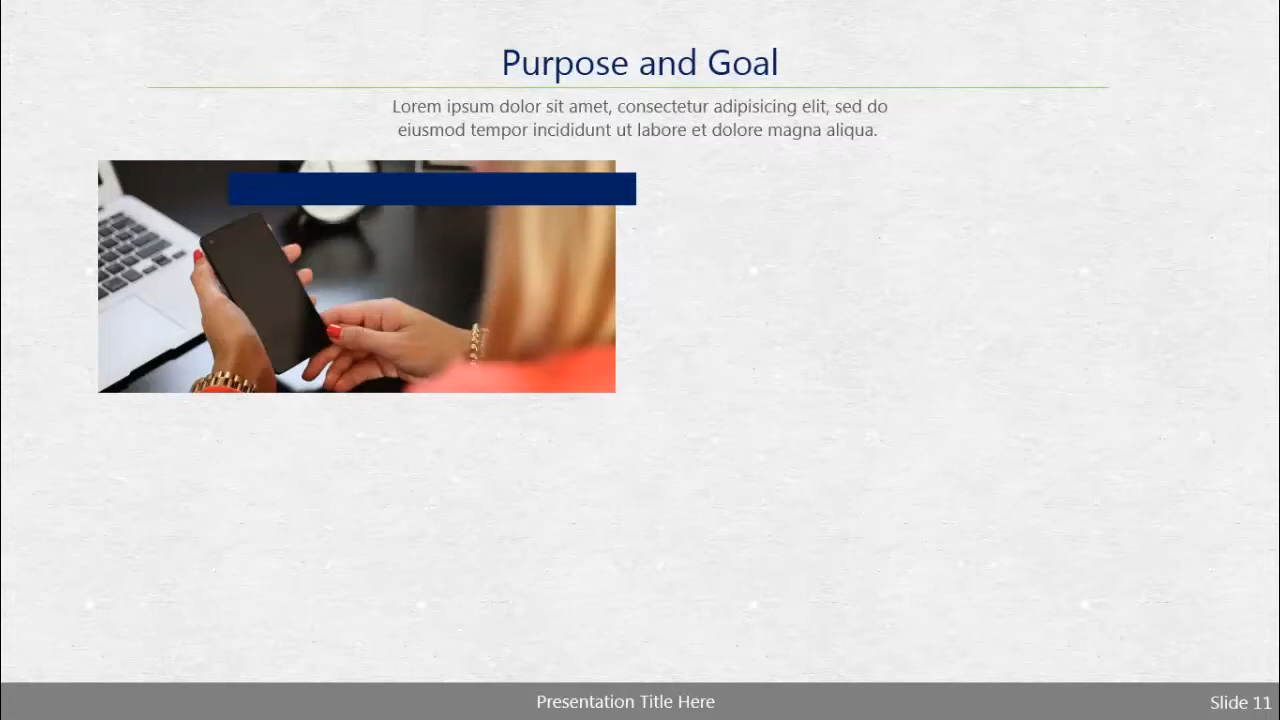 Purpose and Goal
Lorem ipsum dolor sit amet, consectetur adipisicing elit, sed do
eiusmod tempor incididunt ut labore et dolore magna aliqua.
Presentation Title Here
Slide 11